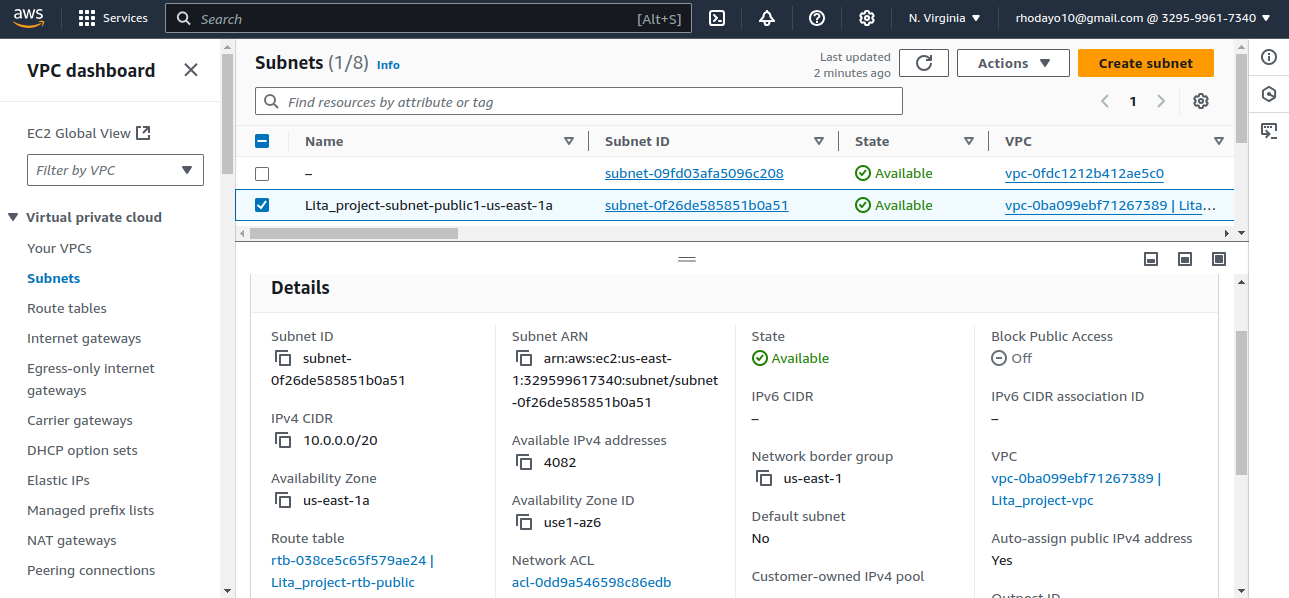 aws
Services
Search
[Alt+S]
N. Virginia
rhodayo10@gmail.com @ 3295-9961-7340
VPC dashboard
EC2 Global View
Filter by VPC
Virtual private cloud
Your VPCs
Subnets
Route tables
Internet gateways
Egress-only internet
gateways
Carrier gateways
DHCP option sets
Elastic IPs
Managed prefix lists
NAT gateways
Peering connections
Subnets (1/8) Info
Last updated
2 minutes ago
Actions
Create subnet
Find resources by attribute or tag
1
Name Subnet ID State VPC
– subnet-09fd03afa5096c208 Available vpc-0fdc1212b412ae5c0
Lita_project-subnet-public1-us-east-1a subnet-0f26de585851b0a51 Available vpc-0ba099ebf71267389 | Lita…
Details
Subnet ID
subnet-
0f26de585851b0a51
IPv4 CIDR
10.0.0.0/20
Availability Zone
us-east-1a
Route table
rtb-038ce5c65f579ae24 |
Lita_project-rtb-public
Subnet ARN
arn:aws:ec2:us-east-
1:329599617340:subnet/subnet
-0f26de585851b0a51
Available IPv4 addresses
4082
Availability Zone ID
use1-az6
Network ACL
acl-0dd9a546598c86edb
State
Available
IPv6 CIDR
–
Network border group
us-east-1
Default subnet
No
Customer-owned IPv4 pool
Block Public Access
Off
IPv6 CIDR association ID
–
VPC
vpc-0ba099ebf71267389 |
Lita_project-vpc
Auto-assign public IPv4 address
Yes
Outpost ID